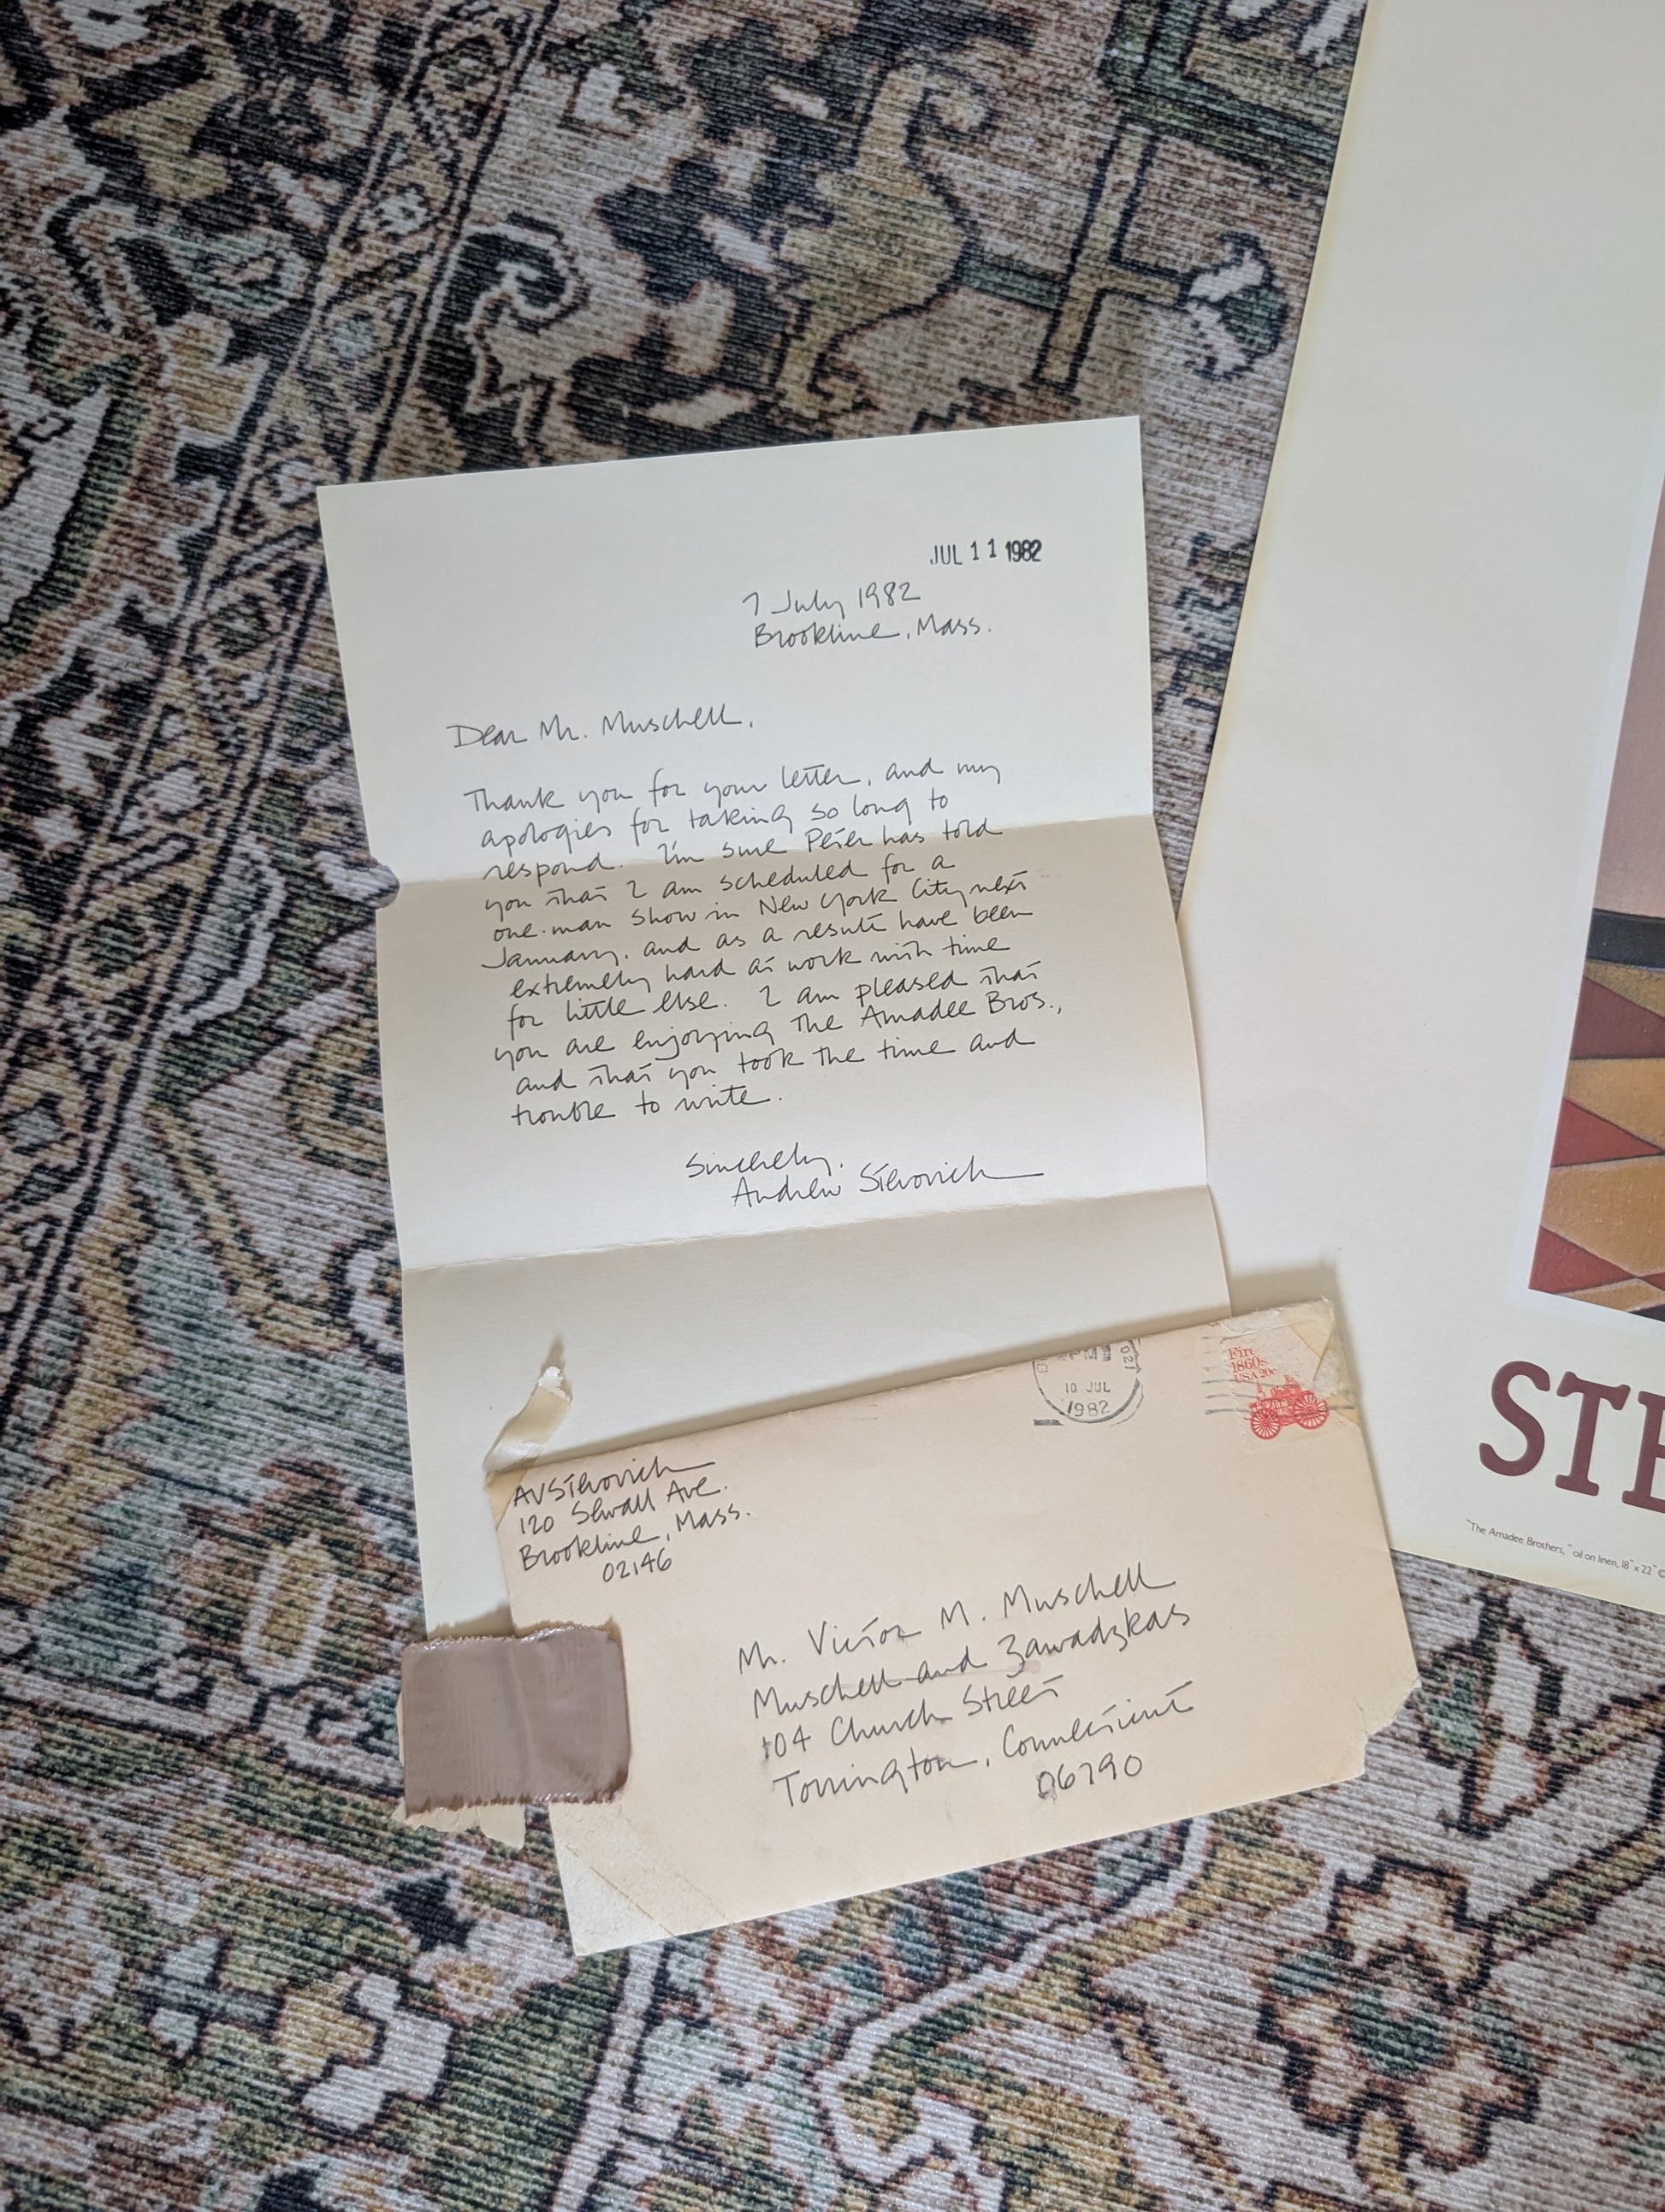 JUL 11 1982
7 July 1982
Brookline, Mass.
Dear Mr. Muschell,
Thank you for your letter, and my
apologies for taking so long to
respond. I'm sure Peter has told
you that I am scheduled for a
one-man show in New York City next
January, and as a result have been
extremely hard at work with time
for little else. I am pleased that
you are enjoying The Amadee Bros.,
and that you took the time and
trouble to write.
Sincerely,
Andrew Stevovich
PM
021
10 JUL
1982
Fire
1860s
USA 20c
AVStevovich
120 Sewall Ave.
Brookline, Mass.
02146
Mr. Victor M. Muschell
Muschell and Zawadzkas
104 Church Street
Torrington, Connecticut
06790
STE
"The Amadee Brothers," oil on linen, 18" x 22" ©